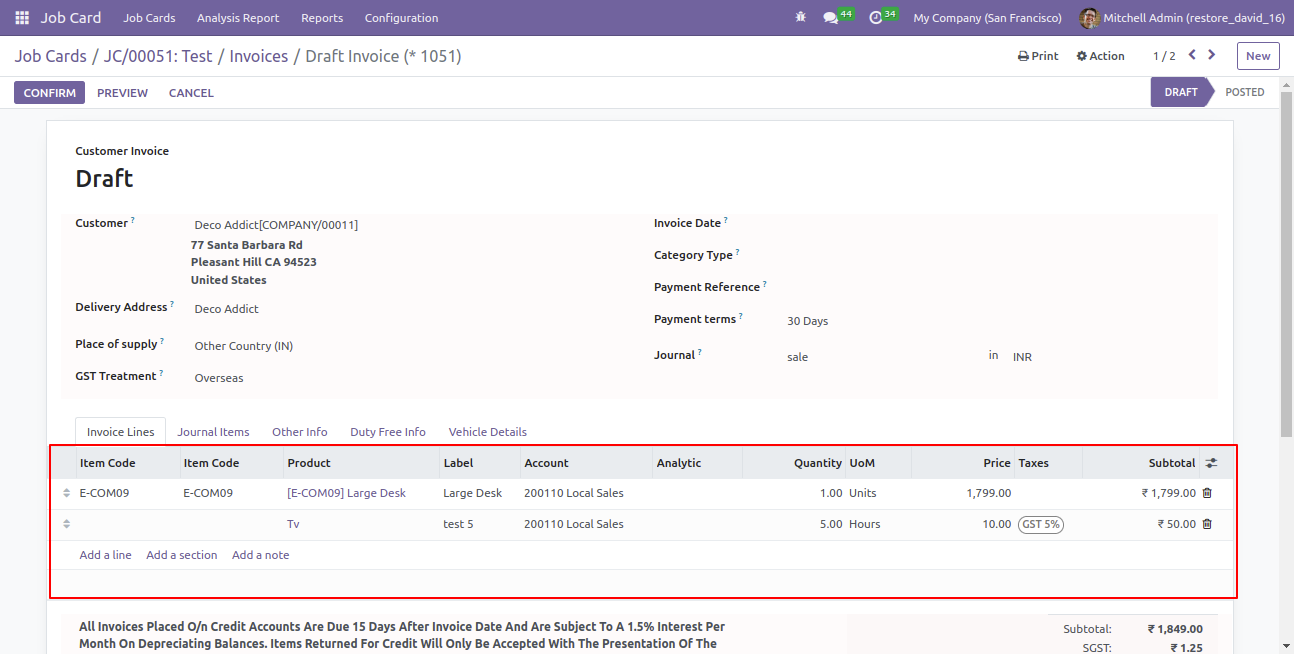 Job Card Job Cards Analysis Report Reports Configuration 44 34 My Company (San Francisco) Mitchell Admin (restore_david_16)
Job Cards / JC/00051: Test / Invoices / Draft Invoice (* 1051) Print Action 1 / 2 New
CONFIRM PREVIEW CANCEL DRAFT POSTED
Customer Invoice
Draft
Customer ? Deco Addict[COMPANY/00011] Invoice Date ?
77 Santa Barbara Rd
Pleasant Hill CA 94523 Category Type ?
United States
Payment Reference ?
Delivery Address ? Deco Addict Payment terms ? 30 Days
Place of supply ? Other Country (IN) Journal ? sale in INR
GST Treatment ? Overseas
Invoice Lines Journal Items Other Info Duty Free Info Vehicle Details
Item Code Item Code Product Label Account Analytic Quantity UoM Price Taxes Subtotal
E-COM09 E-COM09 [E-COM09] Large Desk Large Desk 200110 Local Sales 1.00 Units 1,799.00 ₹ 1,799.00
Tv test 5 200110 Local Sales 5.00 Hours 10.00 GST 5% ₹ 50.00
Add a line Add a section Add a note
All Invoices Placed O/n Credit Accounts Are Due 15 Days After Invoice Date And Are Subject To A 1.5% Interest Per Subtotal: ₹ 1,849.00
Month On Depreciating Balances. Items Returned For Credit Will Only Be Accepted With The Presentation Of The SGST: ₹ 1.25